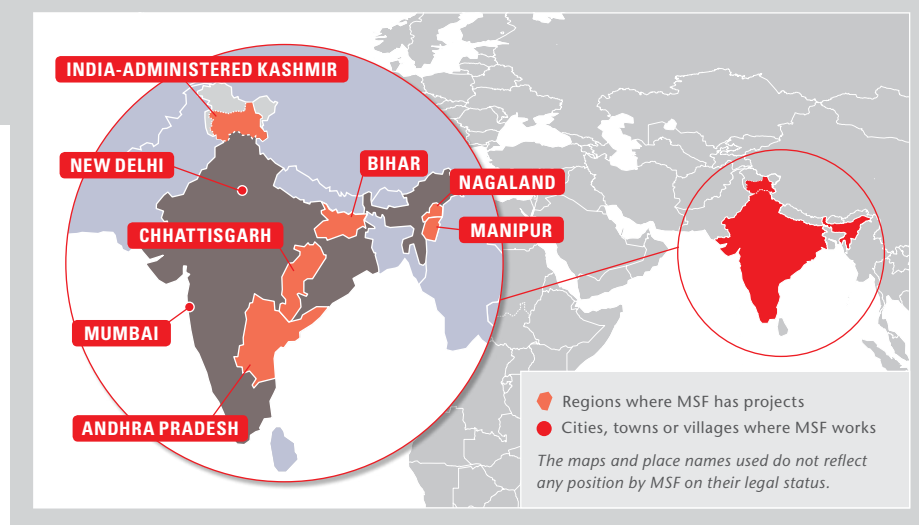 INDIA-ADMINISTERED KASHMIR
NEW DELHI
BIHAR
NAGALAND
CHHATTISGARH
MANIPUR
MUMBAI
ANDHRA PRADESH
Regions where MSF has projects
Cities, towns or villages where MSF works
The maps and place names used do not reflect
any position by MSF on their legal status.